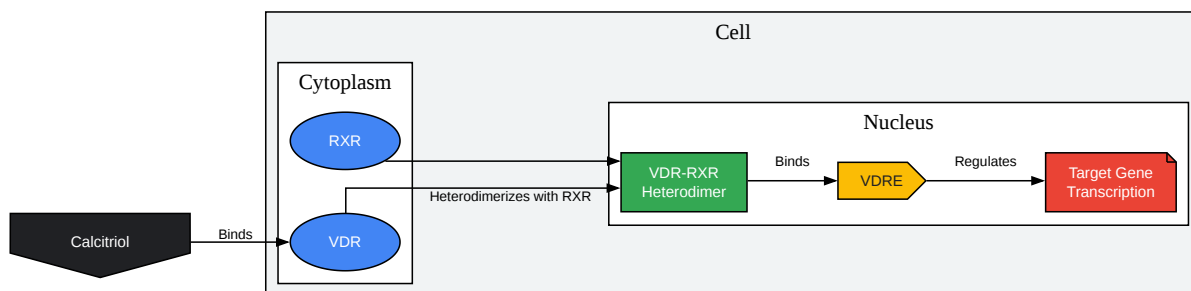 Cell
Cytoplasm
RXR
Nucleus
VDR-RXR
Heterodimer
Binds
VDRE
Regulates
Target Gene
Transcription
Heterodimerizes with RXR
Calcitriol
Binds
VDR